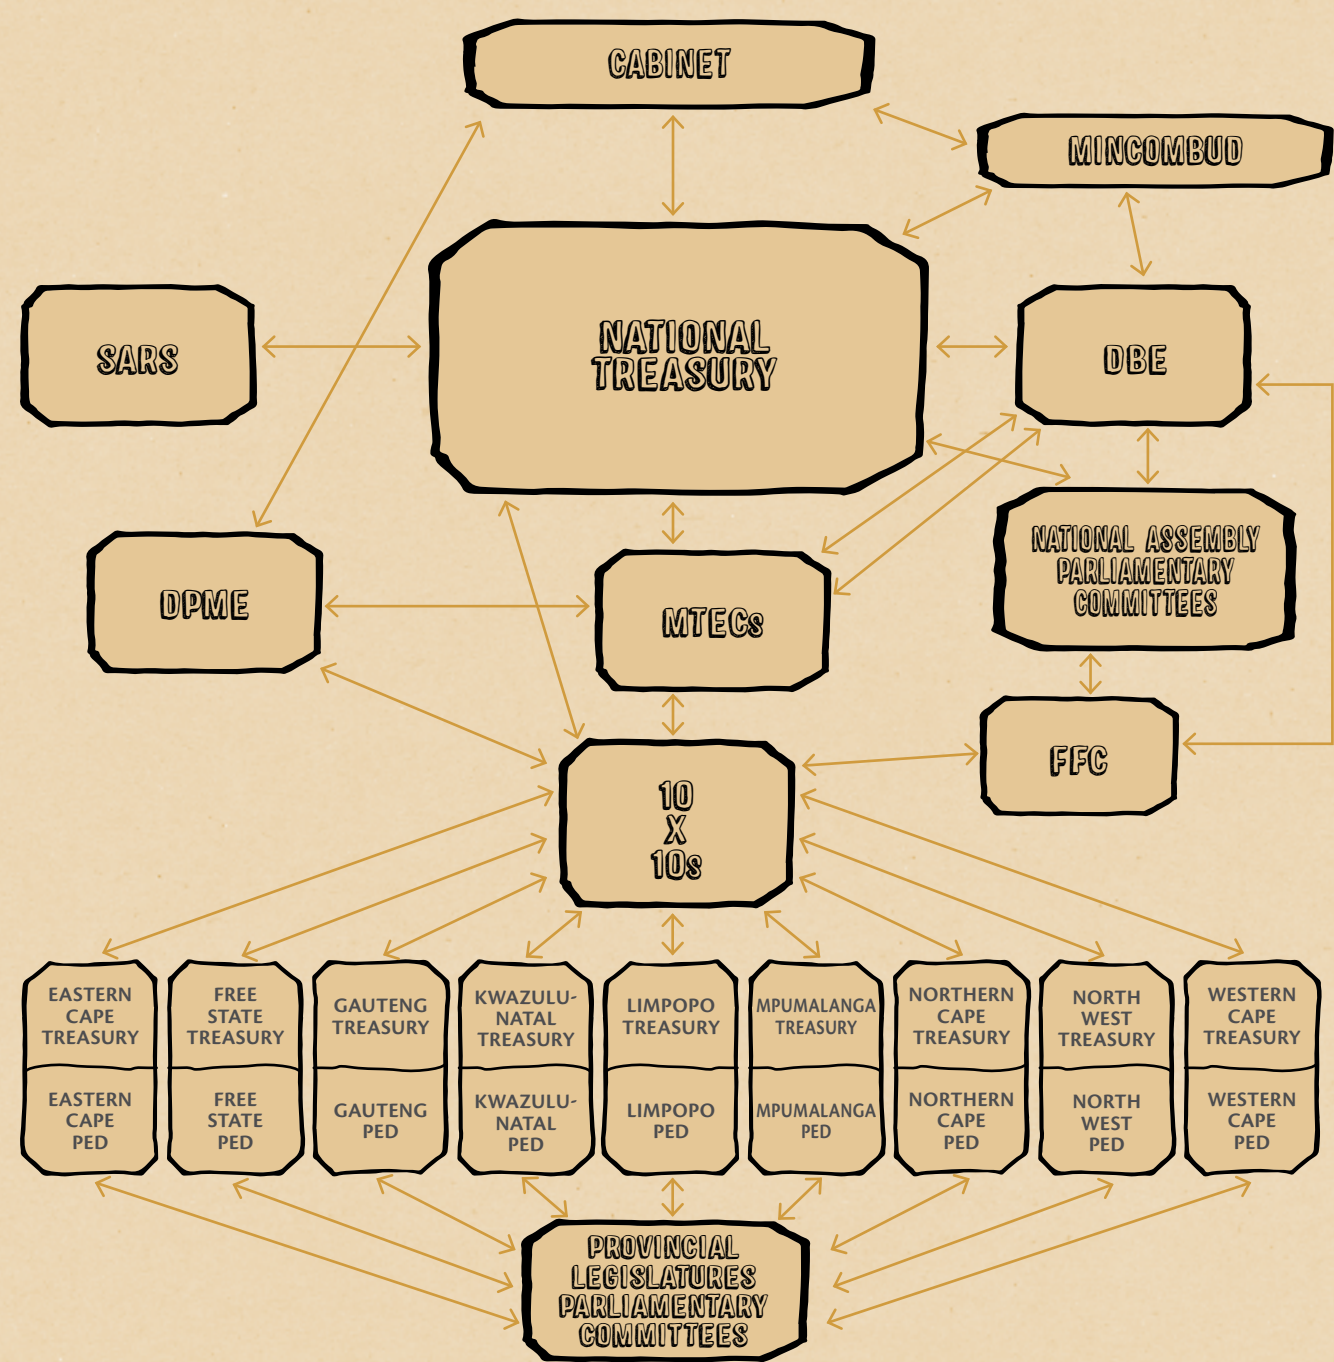 CABINET
MINCOMBUD
NATIONAL
TREASURY
SARS
DBE
NATIONAL ASSEMBLY
PARLIAMENTARY
COMMITTEES
DPME
MTECs
FFC
10
X
10s
EASTERN
CAPE
TREASURY
FREE
STATE
TREASURY
GAUTENG
TREASURY
KWAZULU-
NATAL
TREASURY
LIMPOPO
TREASURY
MPUMALANGA
TREASURY
NORTHERN
CAPE
TREASURY
NORTH
WEST
TREASURY
WESTERN
CAPE
TREASURY
EASTERN
CAPE
PED
FREE
STATE
PED
GAUTENG
PED
KWAZULU-
NATAL
PED
LIMPOPO
PED
MPUMALANGA
PED
NORTHERN
CAPE
PED
NORTH
WEST
PED
WESTERN
CAPE
PED
PROVINCIAL
LEGISLATURES
PARLIAMENTARY
COMMITTEES